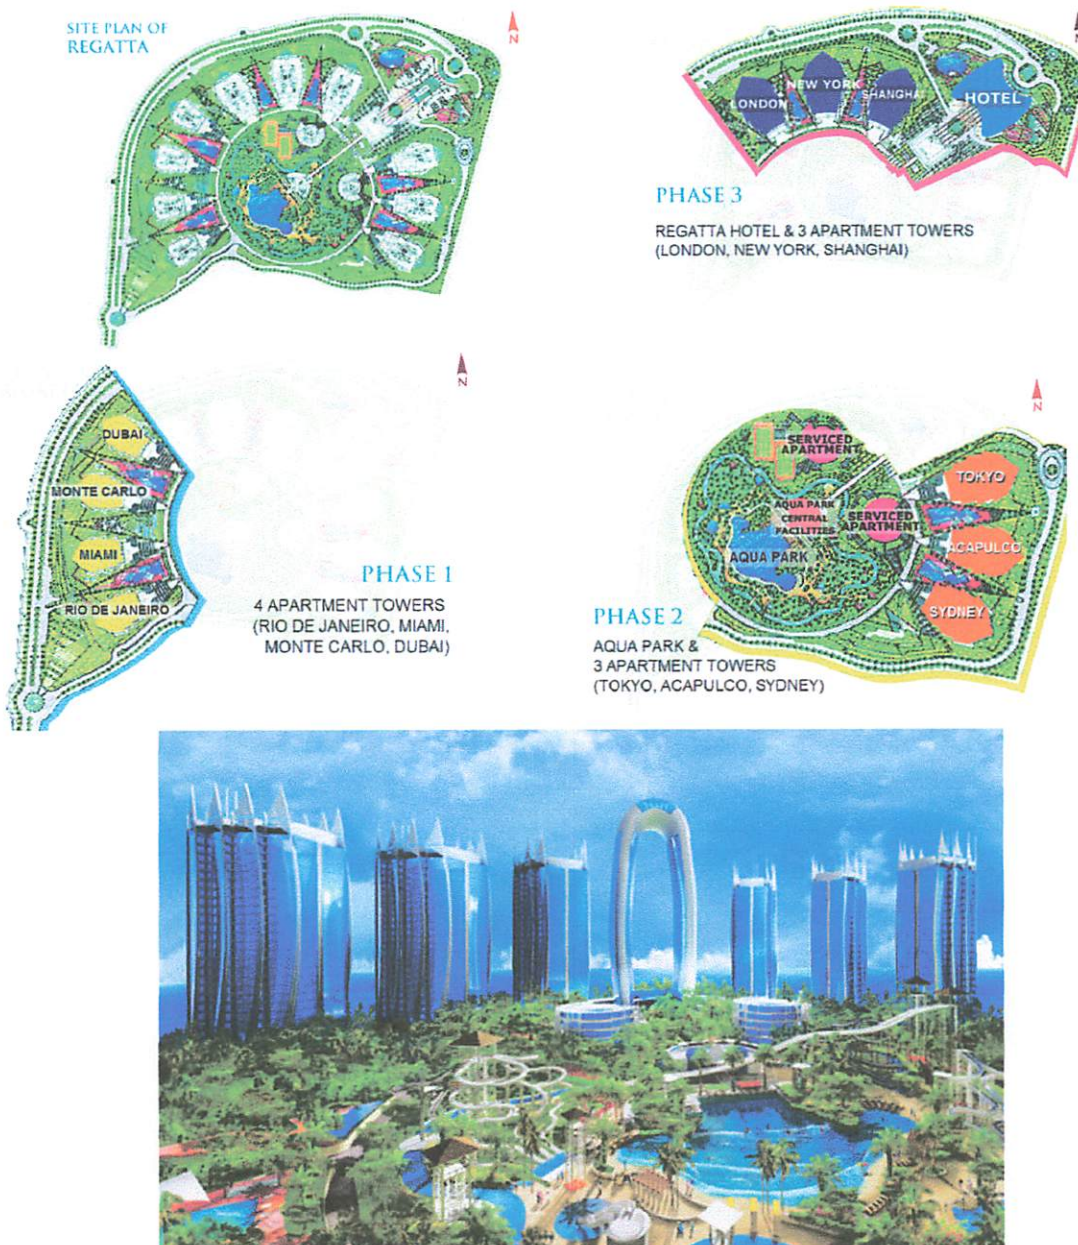 SITE PLAN OF
REGATTA
N
LONDON
NEW YORK
SHANGHAI
HOTEL
PHASE 3
REGATTA HOTEL & 3 APARTMENT TOWERS
(LONDON, NEW YORK, SHANGHAI)
N
DUBAI
MONTE CARLO
MIAMI
RIO DE JANEIRO
PHASE 1
4 APARTMENT TOWERS
(RIO DE JANEIRO, MIAMI,
MONTE CARLO, DUBAI)
N
SERVICED
APARTMENT
TOKYO
AQUA PARK
CENTRAL
FACILITIES
SERVICED
APARTMENT
ACAPULCO
AQUA PARK
SYDNEY
PHASE 2
AQUA PARK &
3 APARTMENT TOWERS
(TOKYO, ACAPULCO, SYDNEY)
N